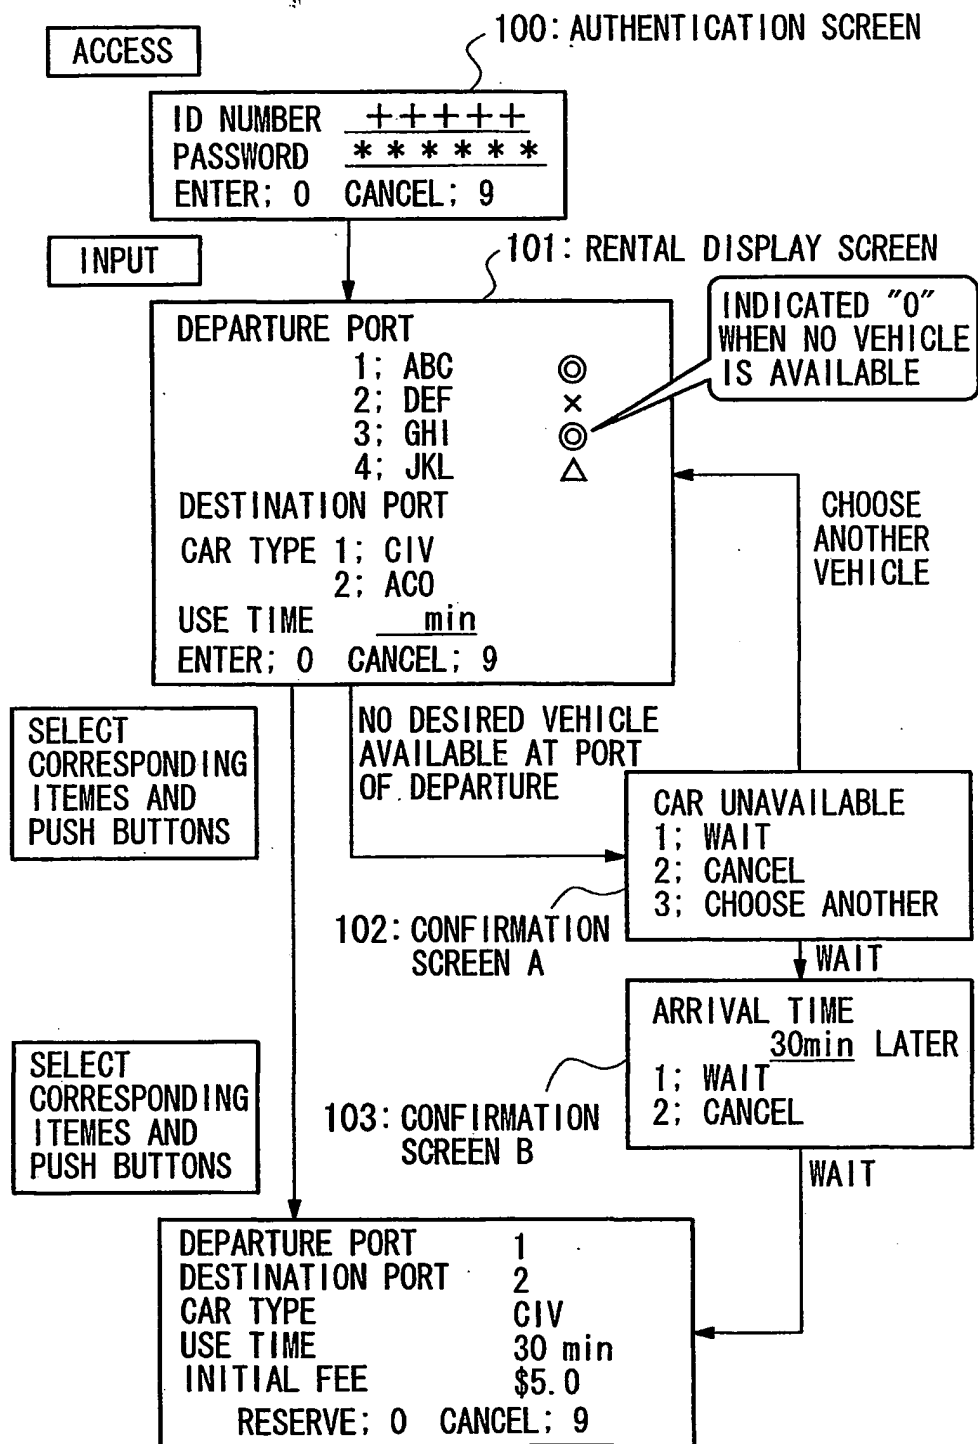 ACCESS
100: AUTHENTICATION SCREEN
ID NUMBER +++++
PASSWORD ******
ENTER; 0 CANCEL; 9
INPUT
101: RENTAL DISPLAY SCREEN
INDICATED "0"
WHEN NO VEHICLE
IS AVAILABLE
DEPARTURE PORT
1; ABC ◎
2; DEF ×
3; GHI ◎
4; JKL △
DESTINATION PORT
CAR TYPE 1; CIV
2; ACO
USE TIME min
ENTER; 0 CANCEL; 9
CHOOSE
ANOTHER
VEHICLE
SELECT
CORRESPONDING
ITEMES AND
PUSH BUTTONS
NO DESIRED VEHICLE
AVAILABLE AT PORT
OF DEPARTURE
CAR UNAVAILABLE
1; WAIT
2; CANCEL
3; CHOOSE ANOTHER
102: CONFIRMATION
SCREEN A
WAIT
ARRIVAL TIME
30min LATER
1; WAIT
2; CANCEL
103: CONFIRMATION
SCREEN B
WAIT
SELECT
CORRESPONDING
ITEMES AND
PUSH BUTTONS
DEPARTURE PORT 1
DESTINATION PORT 2
CAR TYPE CIV
USE TIME 30 min
INITIAL FEE $5.0
RESERVE; 0 CANCEL; 9